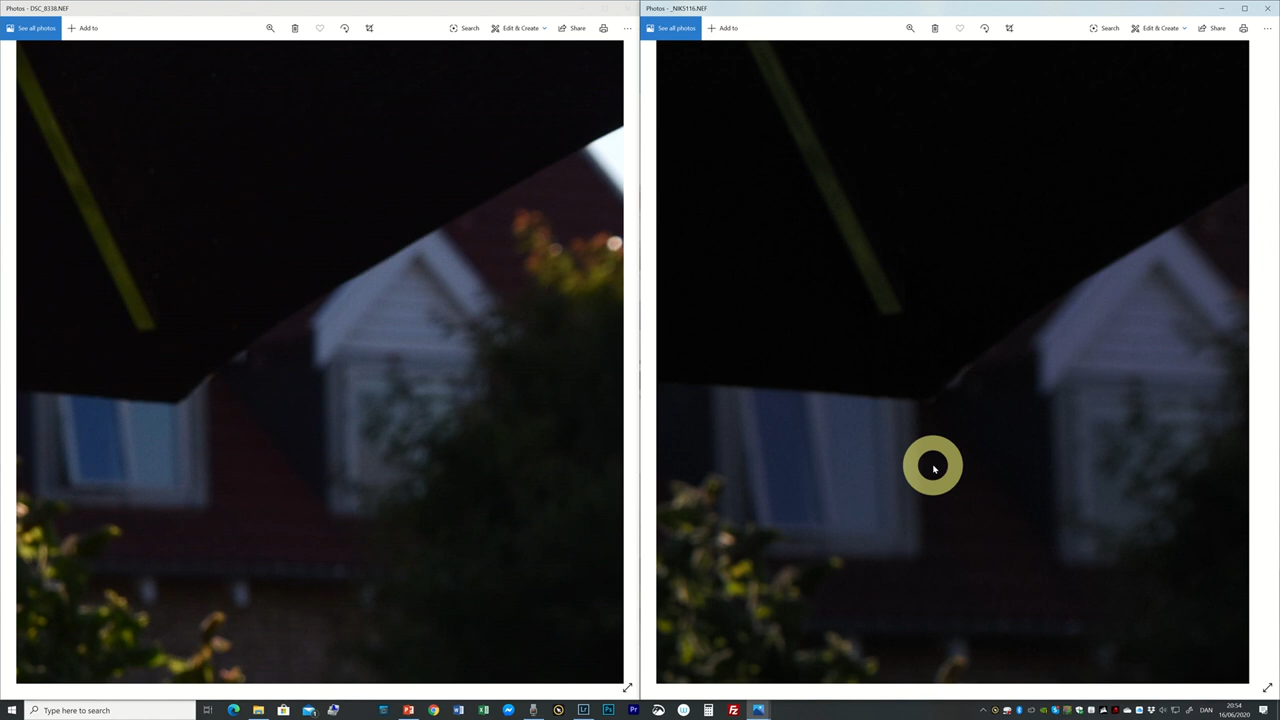 Photos - DSC_8338.NEF
See all photos
Add to
Search
Edit & Create
Share
Photos - _NIK5116.NEF
See all photos
Add to
Search
Edit & Create
Share
Type here to search
DAN
20:54
16/06/2020